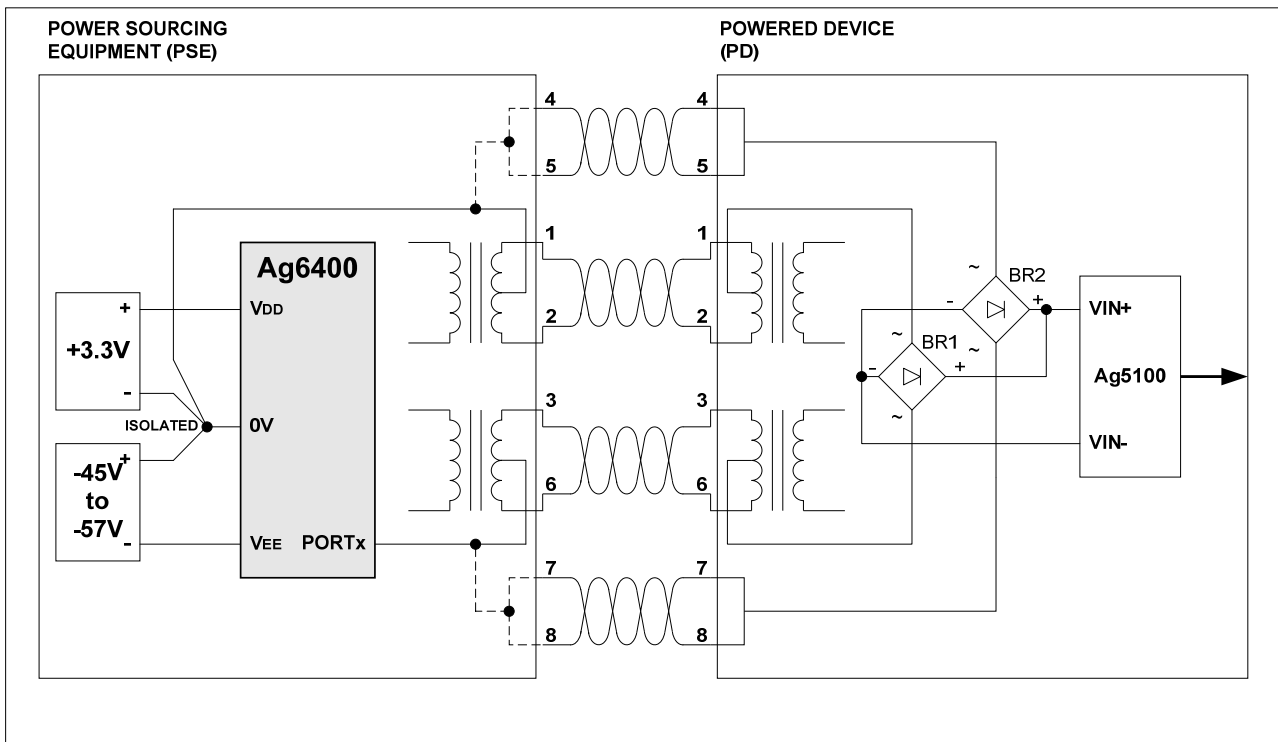 POWER SOURCING
EQUIPMENT (PSE)
POWERED DEVICE
(PD)
4 4
5 5
1 1
2 2
3 3
6 6
7 7
8 8
Ag6400
VDD
0V
VEE PORTx
+
+3.3V
-
ISOLATED
+
-45V
to
-57V
-
~
BR2
- +
~
~
BR1
- +
~
VIN+
Ag5100
VIN-